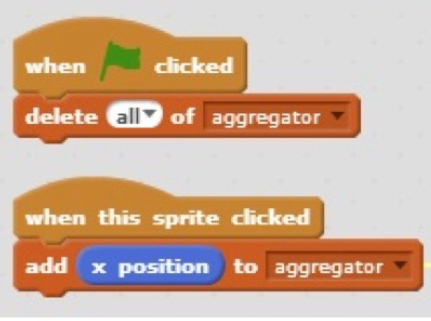 when clicked
delete all of aggregator
when this sprite clicked
add x position to aggregator